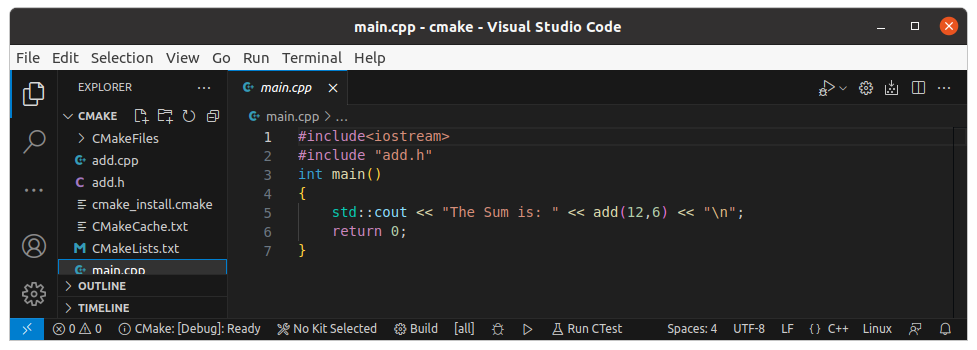 main.cpp - cmake - Visual Studio Code
File Edit Selection View Go Run Terminal Help
EXPLORER
CMAKE
CMakeFiles
add.cpp
add.h
cmake_install.cmake
CMakeCache.txt
CMakeLists.txt
main.cpp
OUTLINE
TIMELINE
main.cpp
main.cpp > ...
1 #include<iostream>
2 #include "add.h"
3 int main()
4 {
5 std::cout << "The Sum is: " << add(12,6) << "\n";
6 return 0;
7 }
0 0 CMake: [Debug]: Ready No Kit Selected Build [all] Run CTest Spaces: 4 UTF-8 LF {} C++ Linux